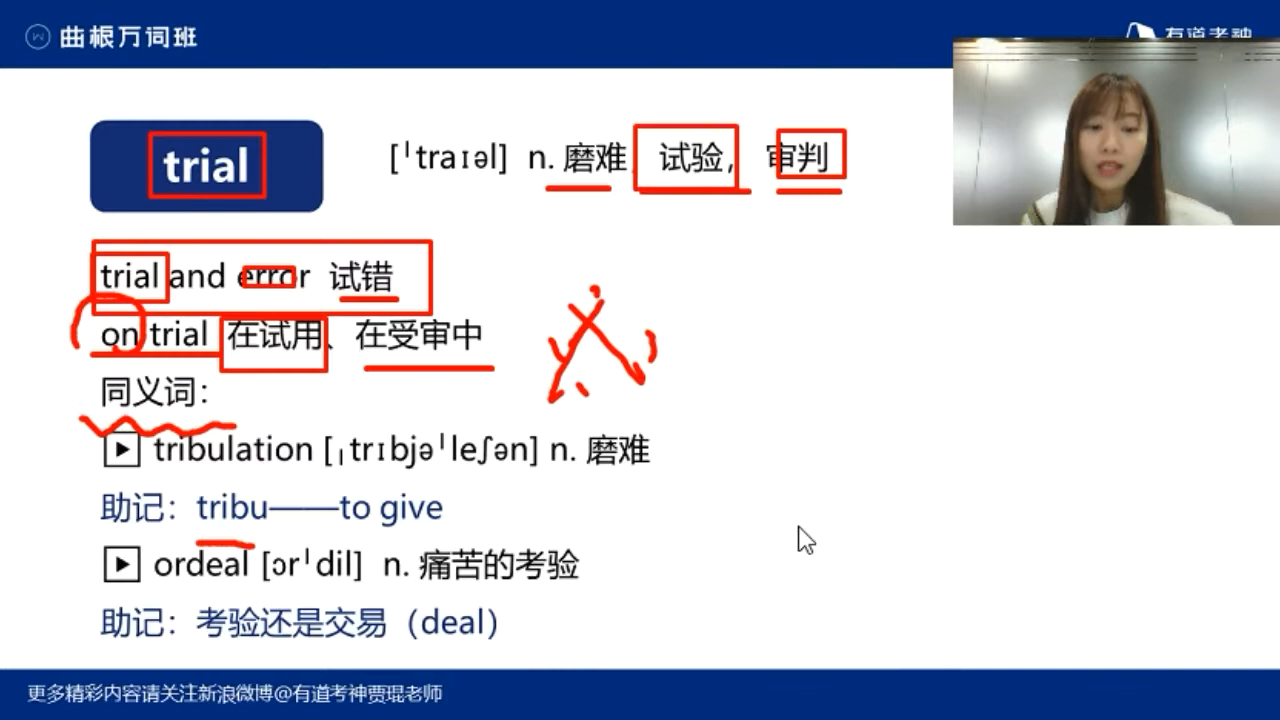 曲根万词班
有道考神
trial
[ˈtraɪəl] n. 磨难, 试验, 审判
trial and error 试错
on trial 在试用、在受审中
同义词：
tribulation [ˌtrɪbjəˈleʃən] n. 磨难
助记：tribu——to give
ordeal [ɔrˈdil] n. 痛苦的考验
助记：考验还是交易（deal）
更多精彩内容请关注新浪微博@有道考神贾琨老师